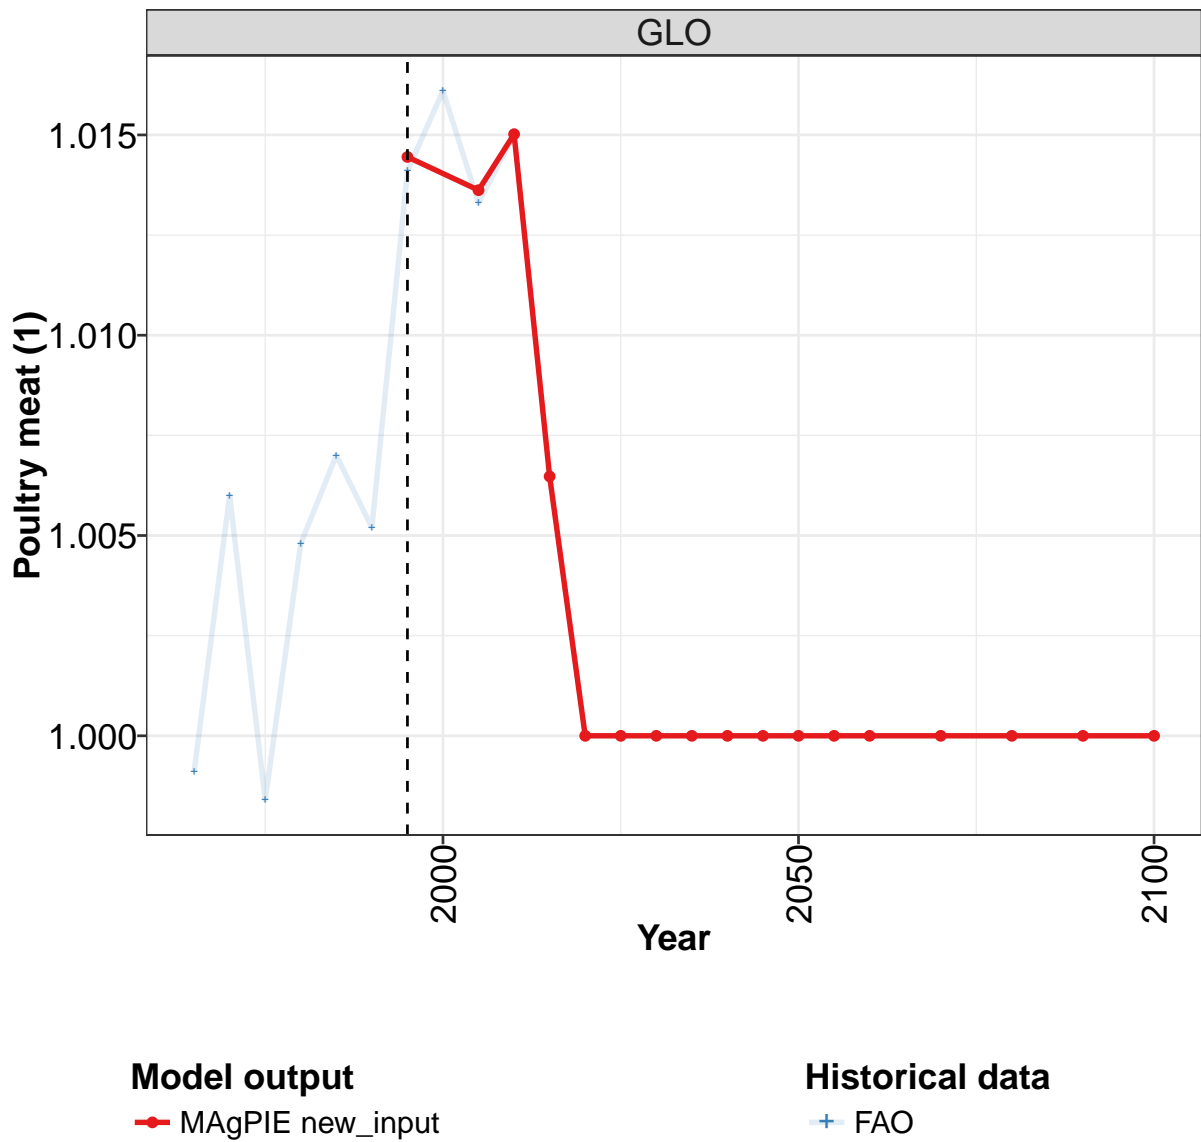 GLO
1.015
1.010
1.005
1.000
Poultry meat (1)
2000
2050
2100
Year
Model output
MAgPIE new_input
Historical data
FAO